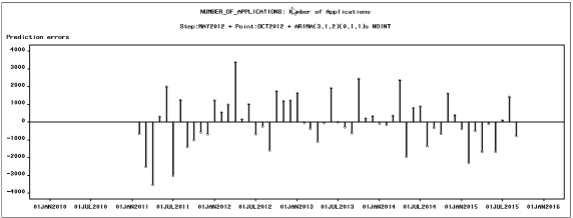 NUMBER_OF_APPLICATIONS: Number of Applications
Step:MAY2012 + Point:OCT2012 + ARIMA(3,1,2)(0,1,1)s NOINT
Prediction errors
4000
3000
2000
1000
0
-1000
-2000
-3000
-4000
01JAN2010 01JUL2010 01JAN2011 01JUL2011 01JAN2012 01JUL2012 01JAN2013 01JUL2013 01JAN2014 01JUL2014 01JAN2015 01JUL2015 01JAN2016